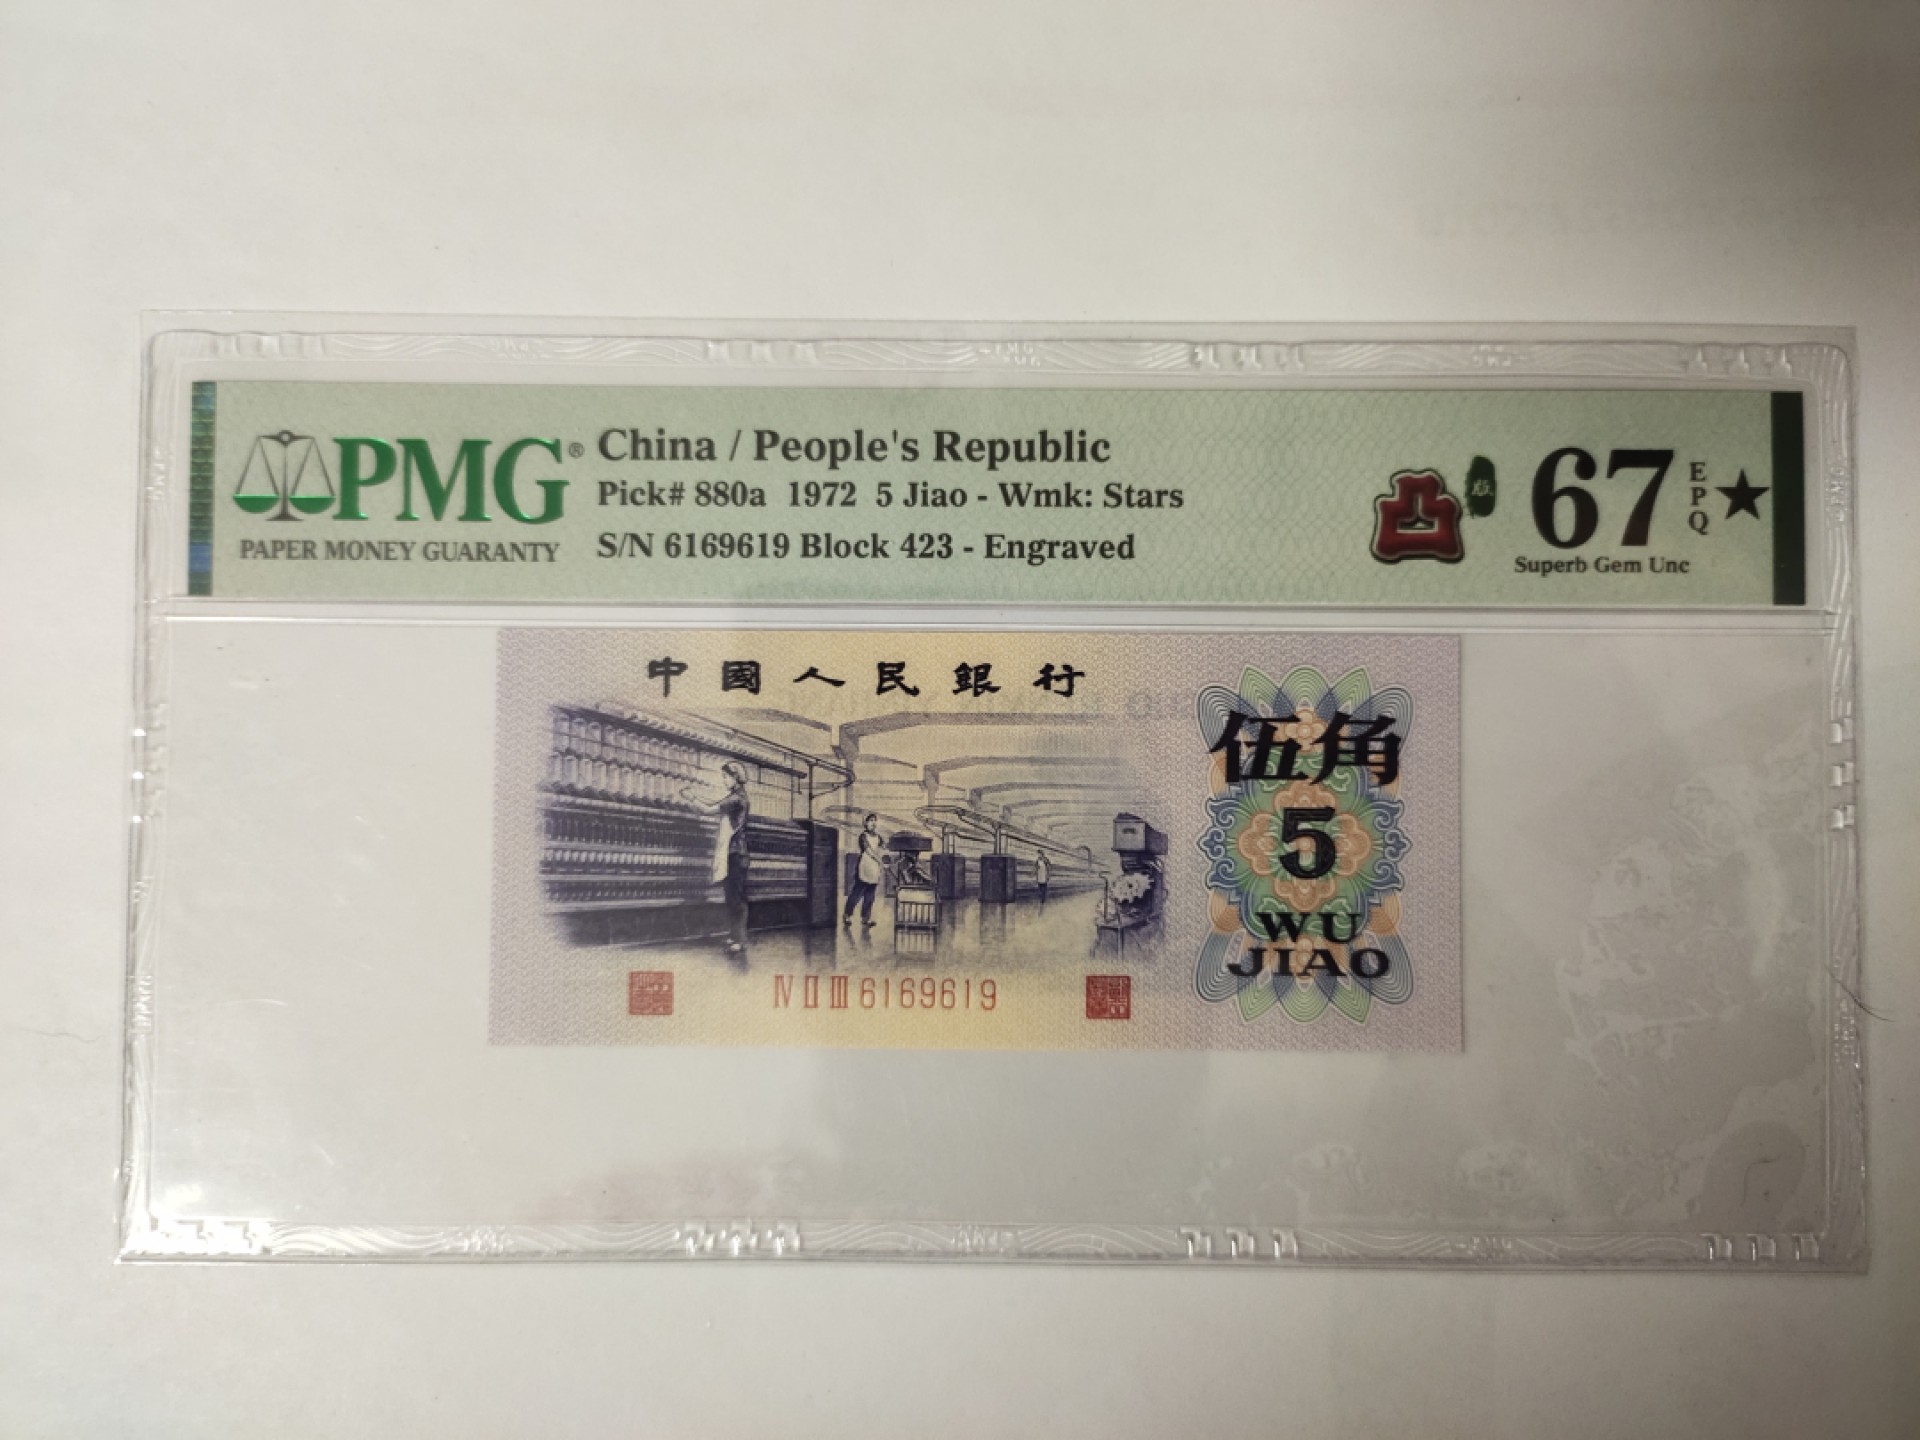 PMG®
PAPER MONEY GUARANTY
China / People's Republic
Pick# 880a 1972 5 Jiao - Wmk: Stars
S/N 6169619 Block 423 - Engraved
凸 版
67 EPQ ★
Superb Gem Unc
中國人民銀行
伍角
5
WU
JIAO
Ⅳ Ⅱ Ⅲ 6169619